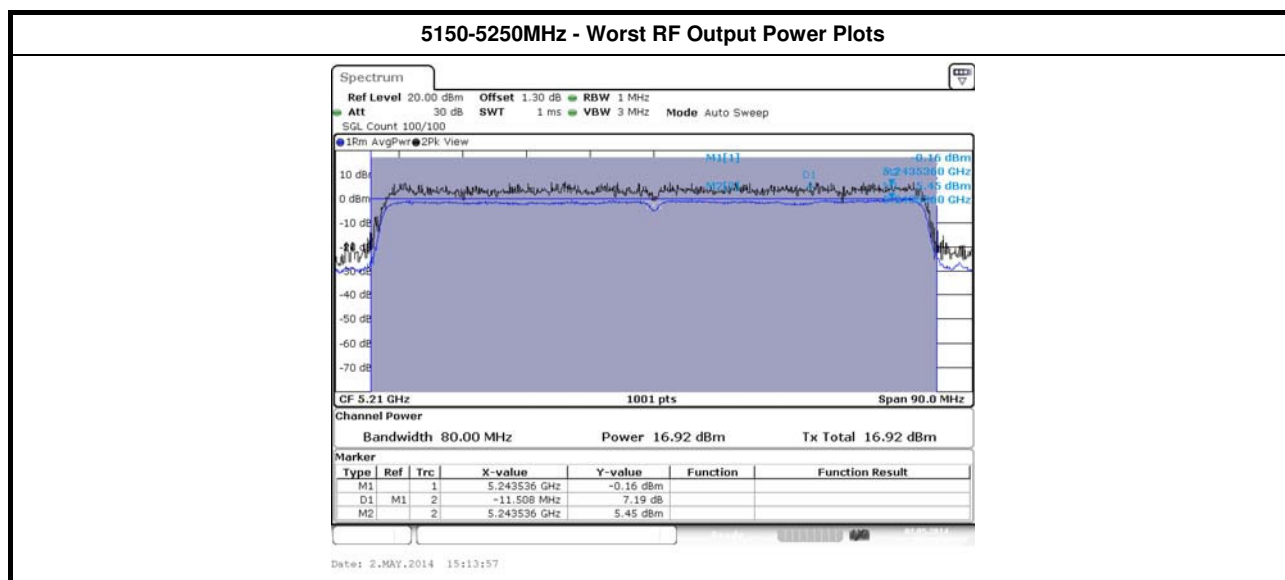 5150-5250MHz - Worst RF Output Power Plots
Spectrum
Ref Level 20.00 dBm Offset 1.30 dB RBW 1 MHz
Att 30 dB SWT 1 ms VBW 3 MHz Mode Auto Sweep
SGL Count 100/100
1Rm AvgPwr 2Pk View
M1[1] -0.16 dBm
5.2435360 GHz
10 dBm
D1
5.45 dBm
0 dBm
-10 dB
-40 dB
-50 dB
-60 dB
-70 dB
CF 5.21 GHz 1001 pts Span 90.0 MHz
Channel Power
Bandwidth 80.00 MHz Power 16.92 dBm Tx Total 16.92 dBm
Marker
Type Ref Trc X-value Y-value Function Function Result
M1 1 5.243536 GHz -0.16 dBm
D1 M1 2 -11.508 MHz 7.19 dB
M2 2 5.243536 GHz 5.45 dBm
Date: 2.MAY.2014 15:13:57